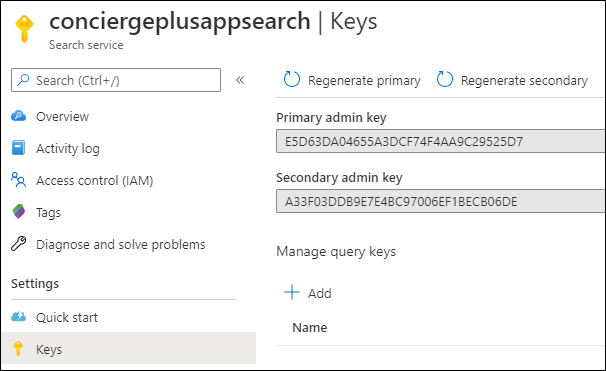 conciergeplusappsearch | Keys
Search service
Search (Ctrl+/)
«
Overview
Activity log
Access control (IAM)
Tags
Diagnose and solve problems
Settings
Quick start
Keys
Regenerate primary
Regenerate secondary
Primary admin key
E5D63DA04655A3DCF74F4AA9C29525D7
Secondary admin key
A33F03DDB9E7E4BC97006EF1BECB06DE
Manage query keys
+ Add
Name